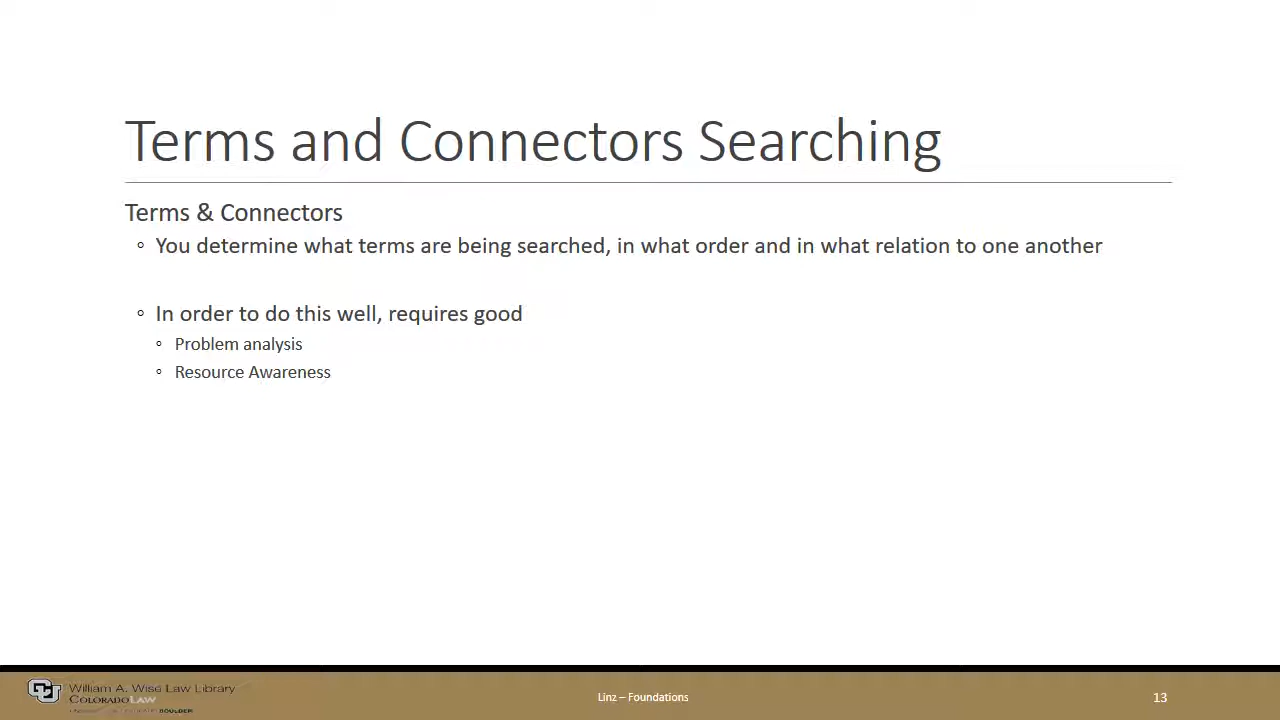 Terms and Connectors Searching
Terms & Connectors
You determine what terms are being searched, in what order and in what relation to one another
In order to do this well, requires good
Problem analysis
Resource Awareness
William A. Wise Law Library
COLORADO LAW
BOULDER
Linz – Foundations
13